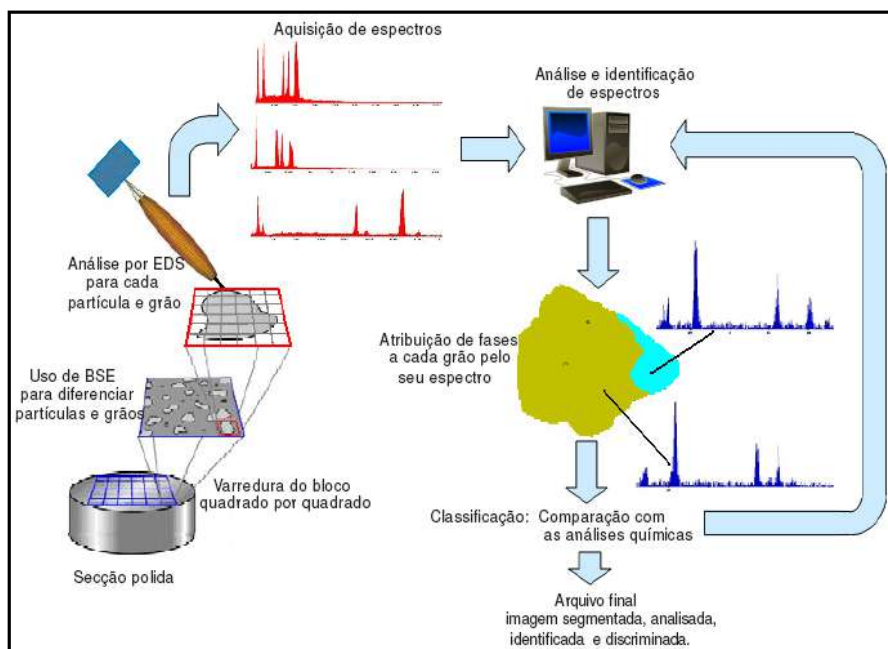 Aquisição de espectros
Análise e identificação
de espectros
Análise por EDS
para cada
partícula e grão
Atribuição de fases
a cada grão pelo
seu espectro
Uso de BSE
para diferenciar
partículas e grãos
Varredura do bloco
quadrado por quadrado
Secção polida
Classificação: Comparação com
as análises químicas
Arquivo final
imagem segmentada, analisada,
identificada e discriminada.